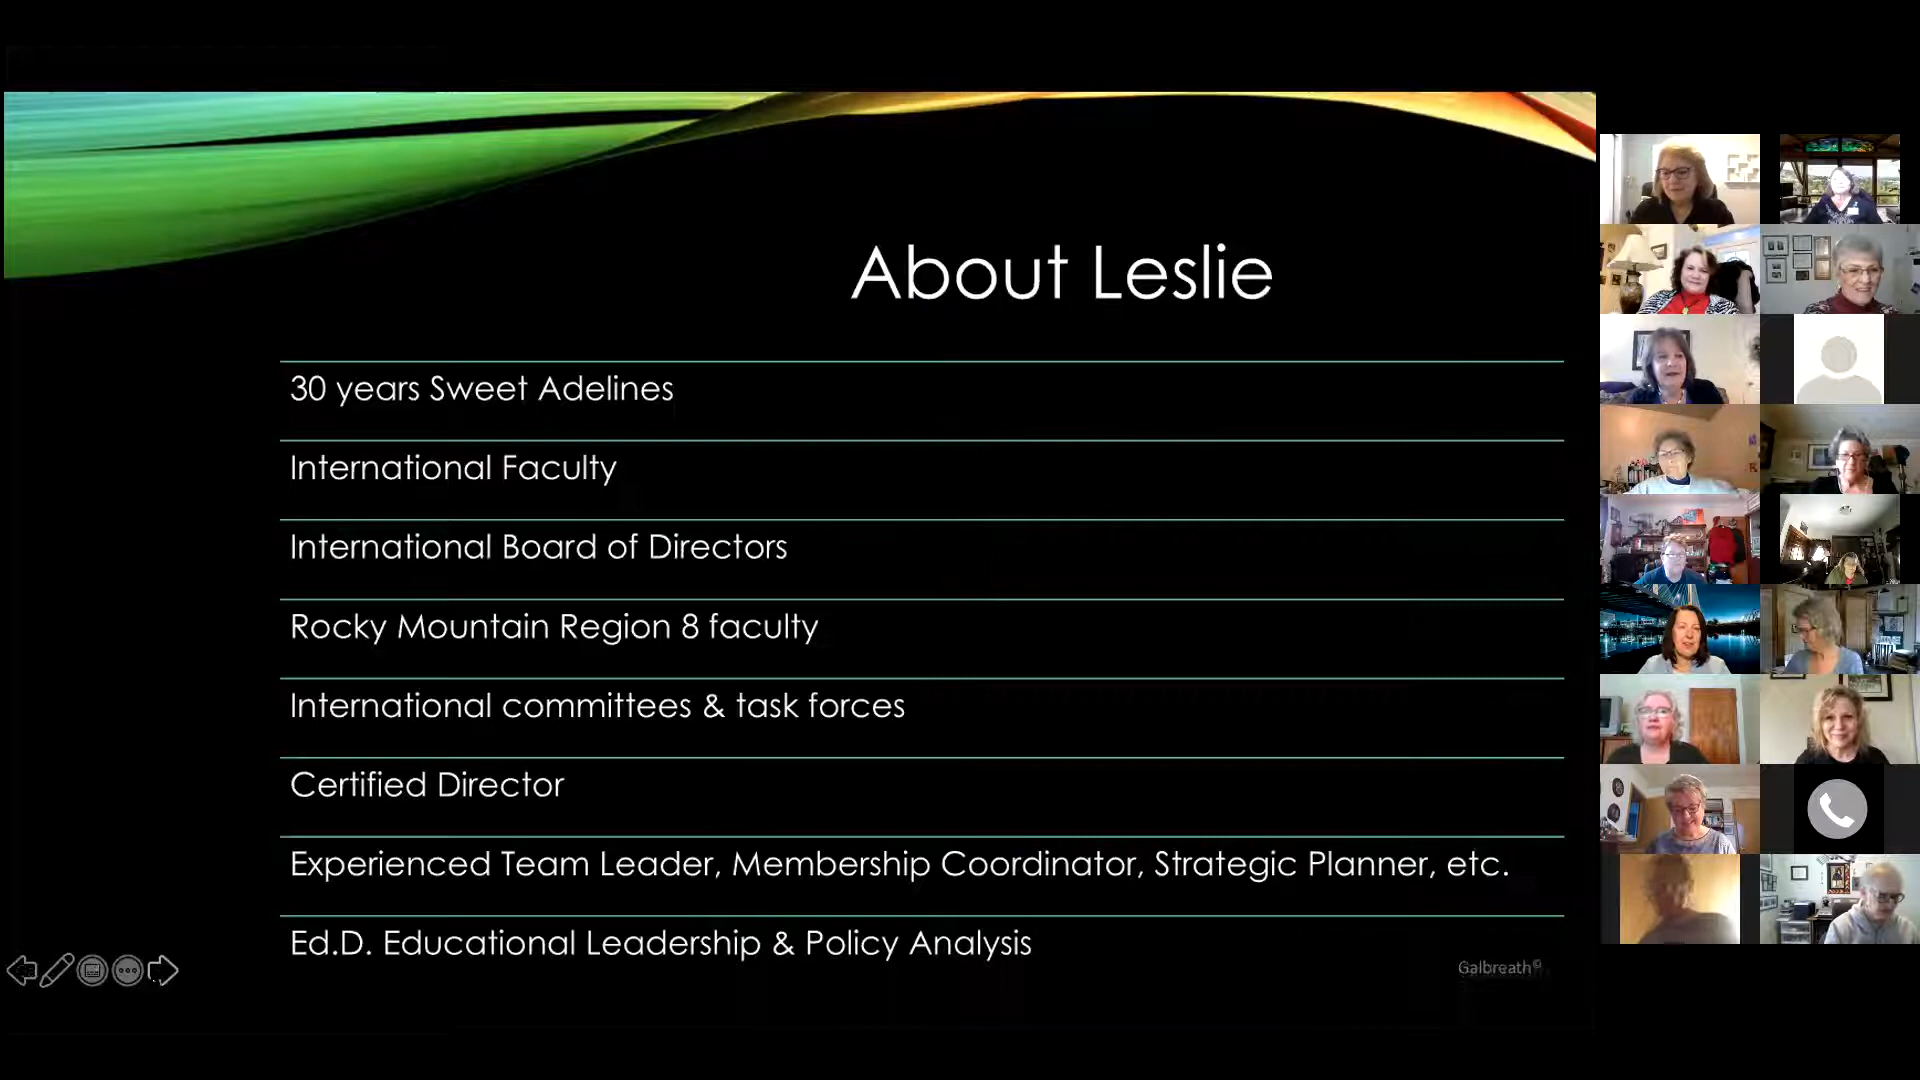 About Leslie
30 years Sweet Adelines
International Faculty
International Board of Directors
Rocky Mountain Region 8 faculty
International committees & task forces
Certified Director
Experienced Team Leader, Membership Coordinator, Strategic Planner, etc.
Ed.D. Educational Leadership & Policy Analysis
Galbreath©